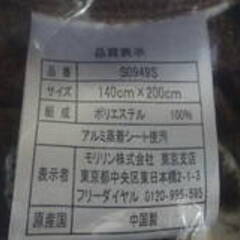 品質表示
品番 S0949S
サイズ 140cm×200cm
組成 ポリエステル 100%
アルミ蒸着シート使用
表示者 モリリン株式会社 東京支店
東京都中央区東日本橋2-1-3
フリーダイヤル 0120-995-595
原産国 中国製